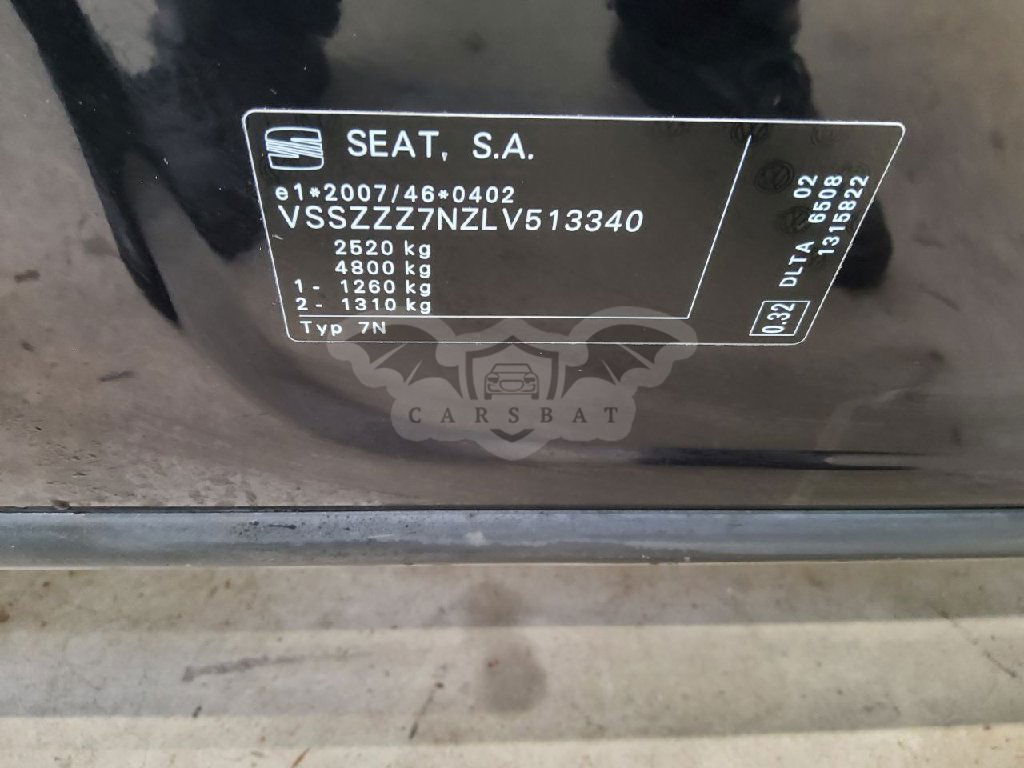 SEAT, S.A.
e1*2007/46*0402
VSSZZZ7NZLV513340
2520 kg
4800 kg
1 - 1260 kg
2 - 1310 kg
Typ 7N
02
DLTA 6508
1315822
0.32
CARSBAT